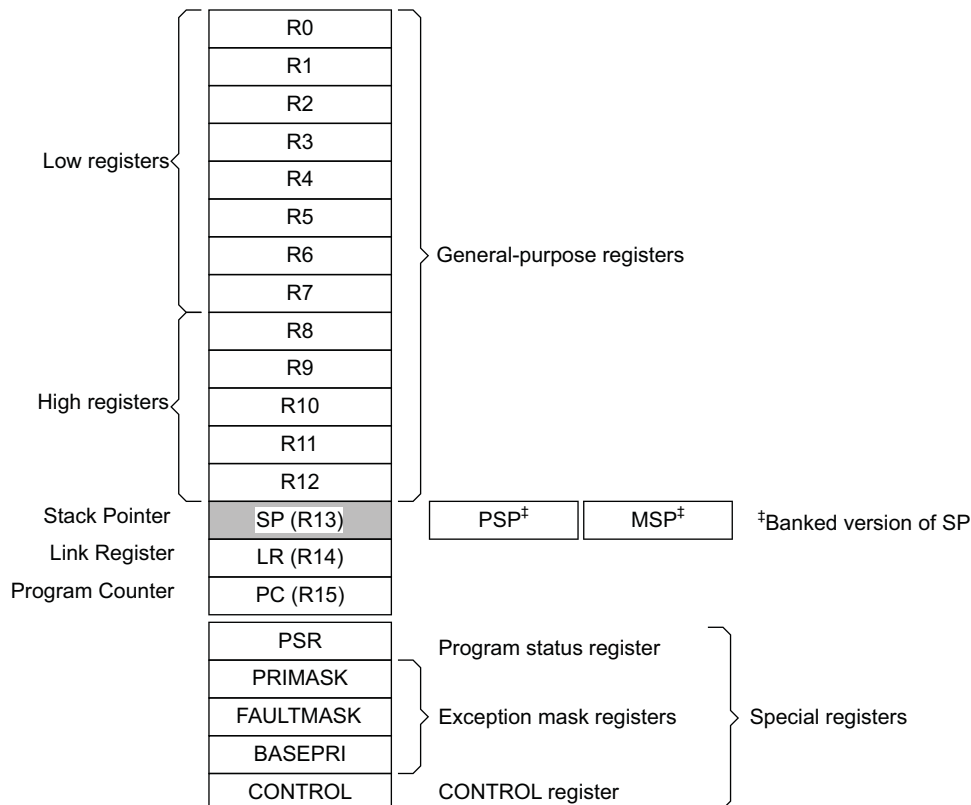 R0
R1
R2
R3
Low registers
R4
R5
R6
General-purpose registers
R7
R8
R9
High registers
R10
R11
R12
Stack Pointer SP (R13) PSP‡ MSP‡ ‡Banked version of SP
Link Register LR (R14)
Program Counter PC (R15)
PSR Program status register
PRIMASK
FAULTMASK Exception mask registers Special registers
BASEPRI
CONTROL CONTROL register